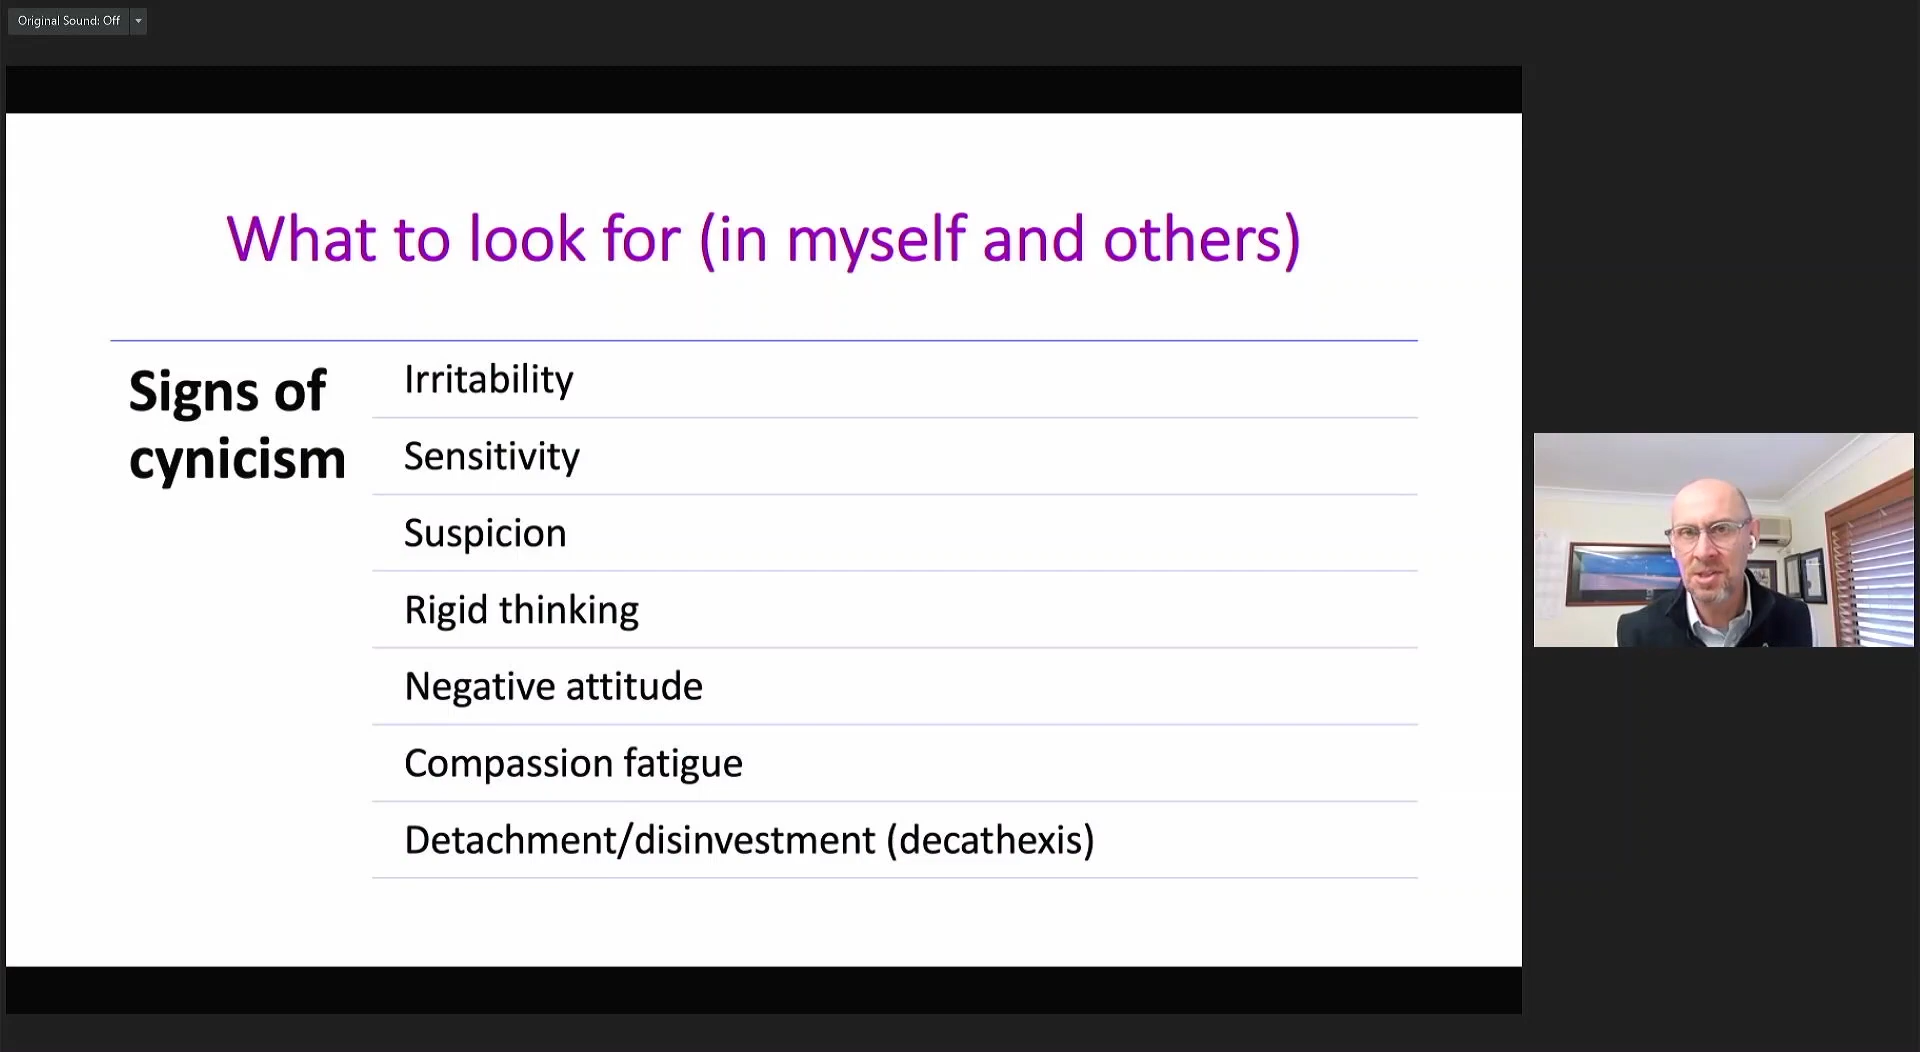 Original Sound: Off
What to look for (in myself and others)
Signs of
cynicism
Irritability
Sensitivity
Suspicion
Rigid thinking
Negative attitude
Compassion fatigue
Detachment/disinvestment (decathexis)